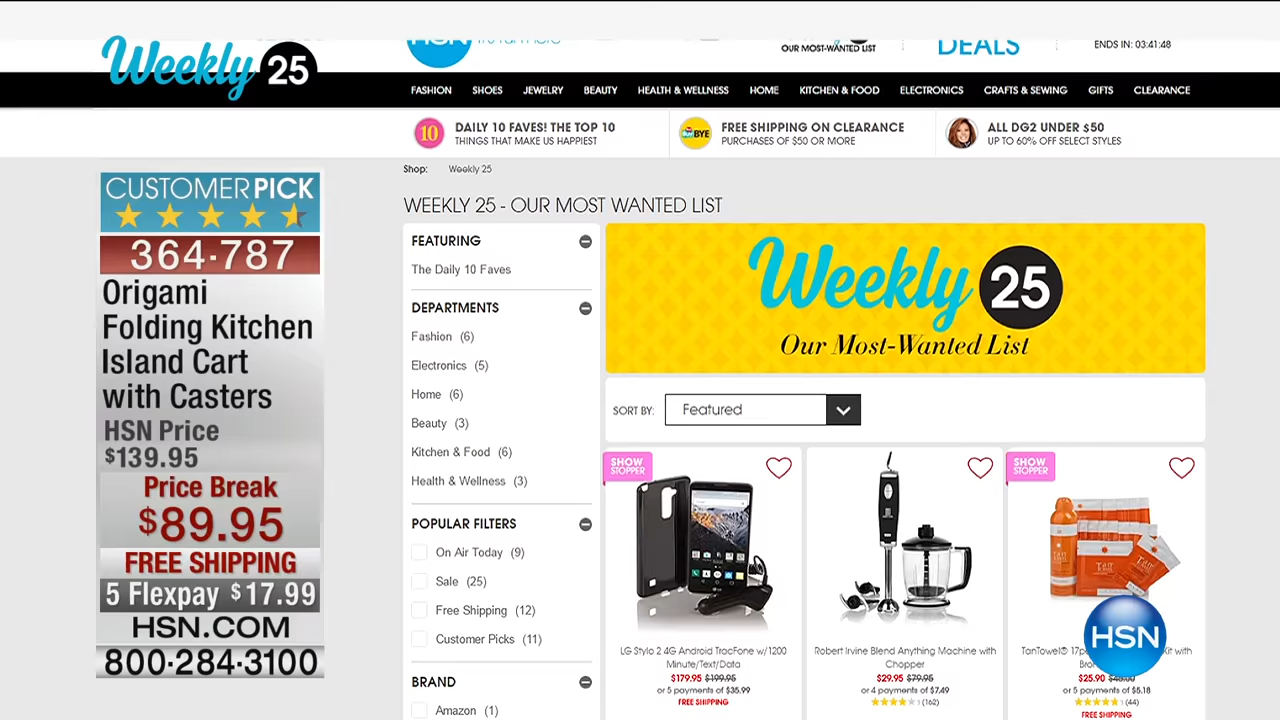 Weekly 25
HSN
OUR MOST-WANTED LIST
DEALS
ENDS IN: 03:41:48
FASHION SHOES JEWELRY BEAUTY HEALTH & WELLNESS HOME KITCHEN & FOOD ELECTRONICS CRAFTS & SEWING GIFTS CLEARANCE
10 DAILY 10 FAVES! THE TOP 10
THINGS THAT MAKE US HAPPIEST
BYE FREE SHIPPING ON CLEARANCE
PURCHASES OF $50 OR MORE
ALL DG2 UNDER $50
UP TO 60% OFF SELECT STYLES
CUSTOMER PICK
364-787
Origami
Folding Kitchen
Island Cart
with Casters
HSN Price
$139.95
Price Break
$89.95
FREE SHIPPING
5 Flexpay $17.99
HSN.COM
800-284-3100
Shop: Weekly 25
WEEKLY 25 - OUR MOST WANTED LIST
FEATURING
The Daily 10 Faves
DEPARTMENTS
Fashion (6)
Electronics (5)
Home (6)
Beauty (3)
Kitchen & Food (6)
Health & Wellness (3)
POPULAR FILTERS
On Air Today (9)
Sale (25)
Free Shipping (12)
Customer Picks (11)
BRAND
Amazon (1)
Weekly 25
Our Most-Wanted List
SORT BY: Featured
SHOW
STOPPER
LG Stylo 2 4G Android TracFone w/1200
Minute/Text/Data
$179.95 $199.95
or 5 payments of $35.99
FREE SHIPPING
Robert Irvine Blend Anything Machine with
Chopper
$29.95 $79.95
or 4 payments of $7.49
(162)
SHOW
STOPPER
TAN
TOWEL
TanTowel® 17p
Kit with
Bron
$25.90 $48.00
or 5 payments of $5.18
(44)
FREE SHIPPING
HSN